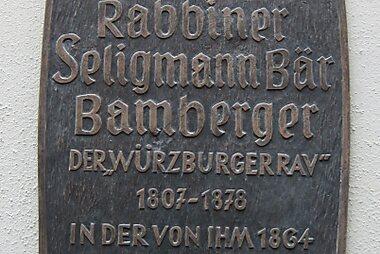 Rabbiner
Seligmann Bär
Bamberger
DER „WÜRZBURGER RAV“
1807-1878
IN DER VON IHM 1864-